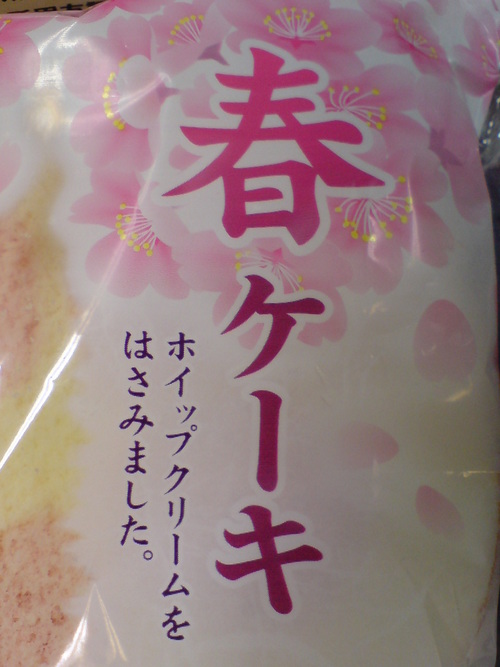 春ケーキ
ホイップクリームを
はさみました。